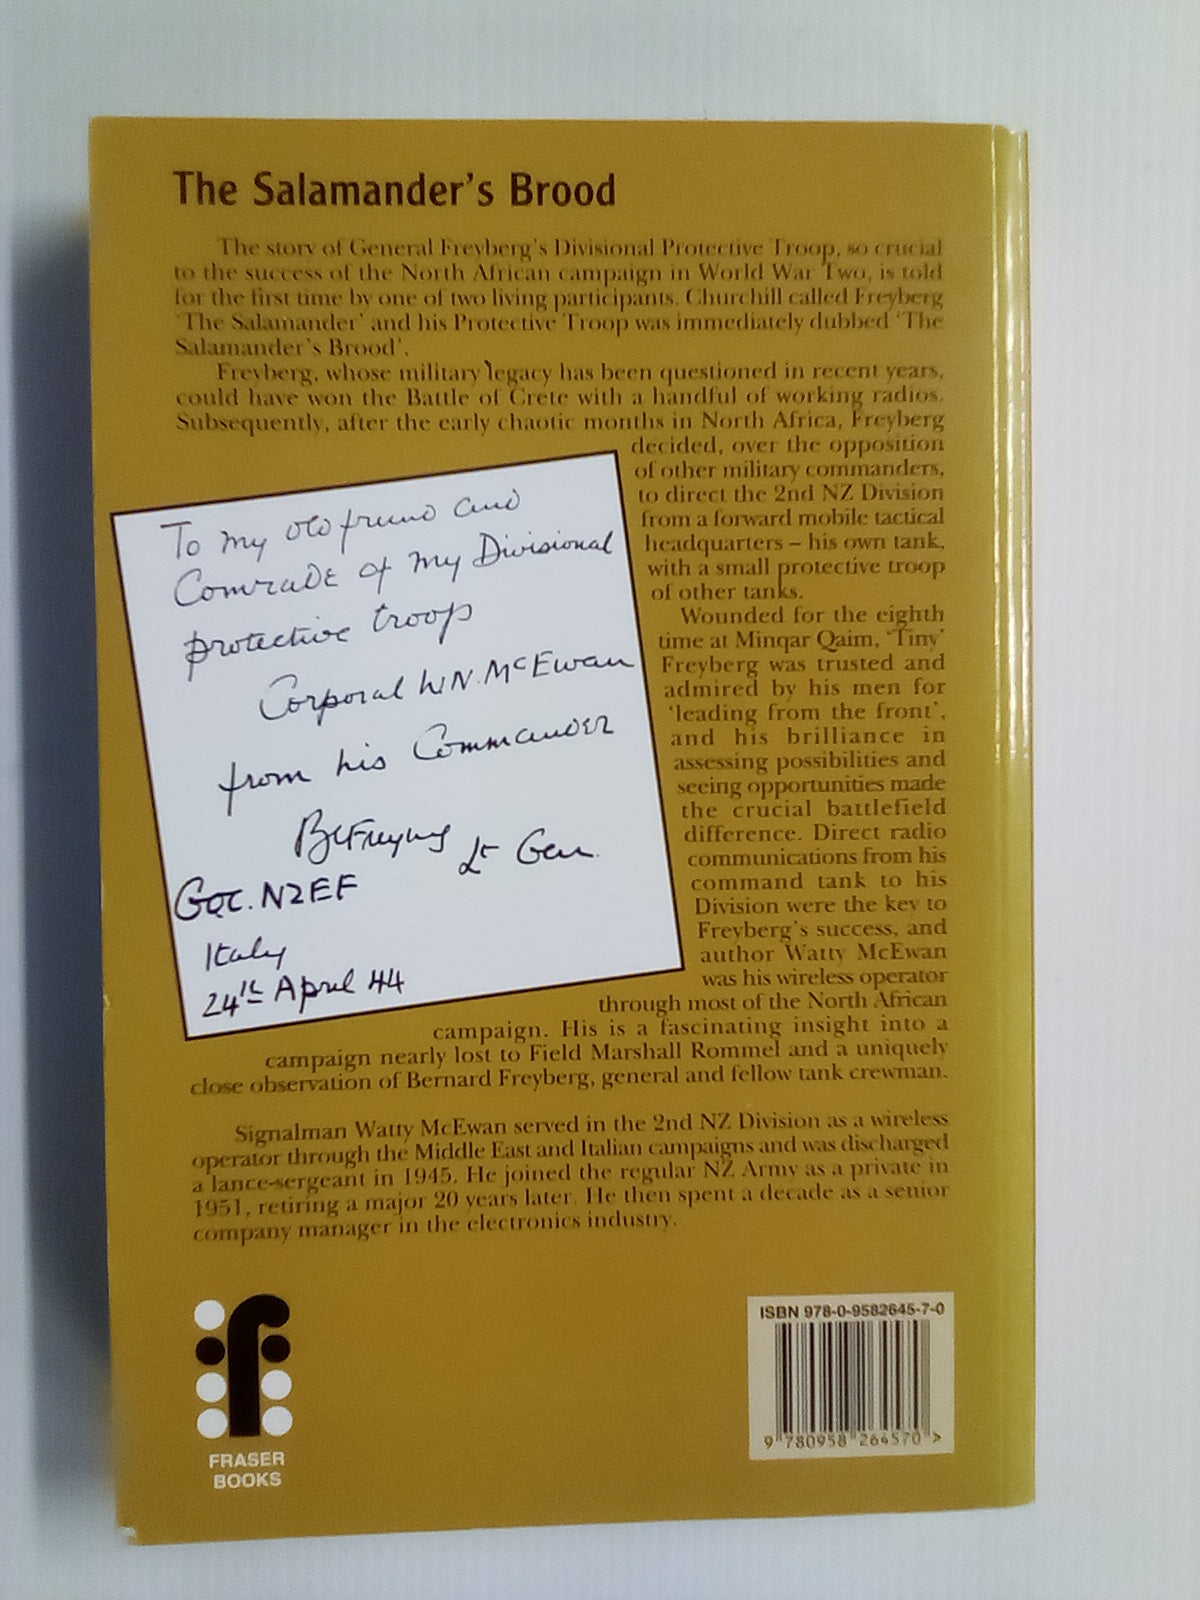 The Salamander's Brood
The story of General Freyberg's Divisional Protective Troop, so crucial
to the success of the North African campaign in World War Two, is told
for the first time by one of two living participants. Churchill called Freyberg
'The Salamander' and his Protective Troop was immediately dubbed 'The
Salamander's Brood'.
Freyberg, whose military legacy has been questioned in recent years,
could have won the Battle of Crete with a handful of working radios.
Subsequently, after the early chaotic months in North Africa, Freyberg
decided, over the opposition
of other military commanders,
to direct the 2nd NZ Division
from a forward mobile tactical
headquarters – his own tank,
with a small protective troop
of other tanks.
Wounded for the eighth
time at Minqar Qaim, 'Tiny'
Freyberg was trusted and
admired by his men for
'leading from the front',
and his brilliance in
assessing possibilities and
seeing opportunities made
the crucial battlefield
difference. Direct radio
communications from his
command tank to his
Division were the key to
Freyberg's success, and
author Watty McEwan
was his wireless operator
through most of the North African
campaign. His is a fascinating insight into a
campaign nearly lost to Field Marshall Rommel and a uniquely
close observation of Bernard Freyberg, general and fellow tank crewman.
To my old friend and
Comrade of my Divisional
protective troop
Corporal W.N. McEwan
from his Commander
BCFreyberg Lt Gen.
GOC. NZEF
Italy
24th April 44
Signalman Watty McEwan served in the 2nd NZ Division as a wireless
operator through the Middle East and Italian campaigns and was discharged
a lance-sergeant in 1945. He joined the regular NZ Army as a private in
1951, retiring a major 20 years later. He then spent a decade as a senior
company manager in the electronics industry.
f
FRASER
BOOKS
ISBN 978-0-9582645-7-0
9 780958 264570 >